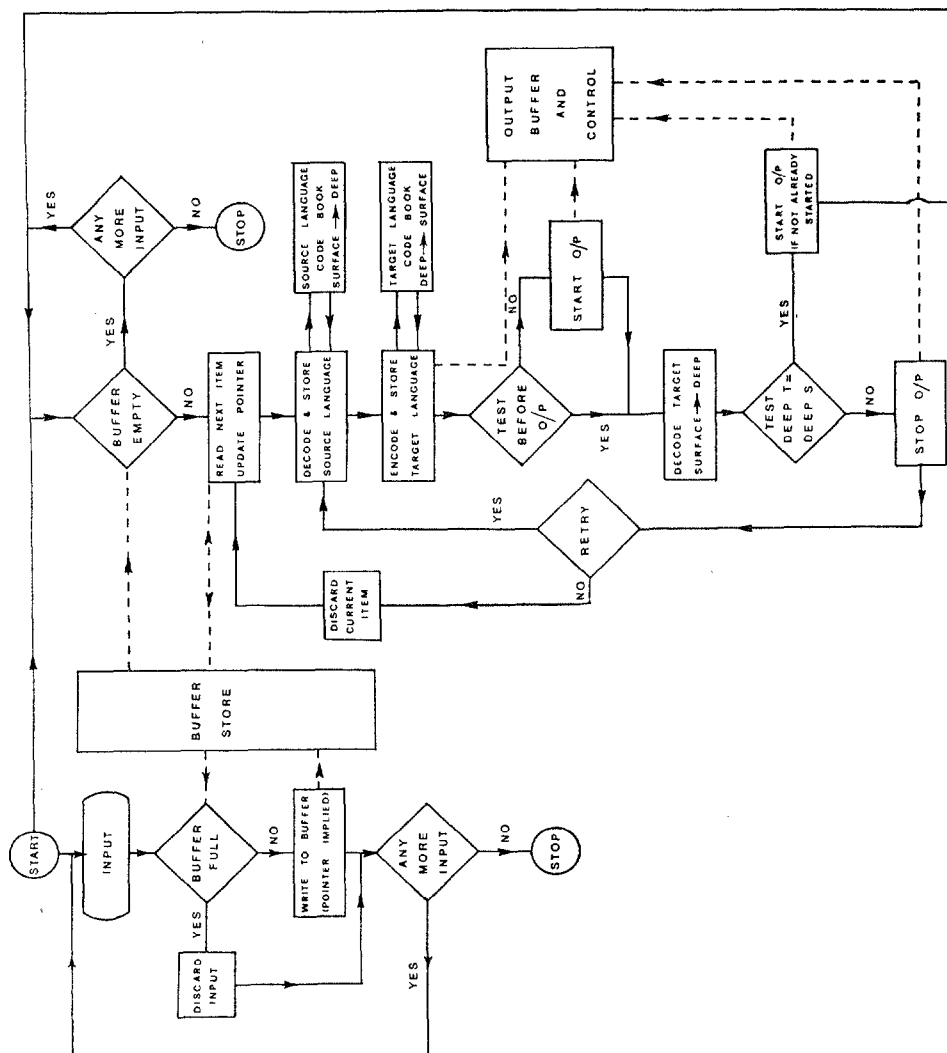 START
INPUT
BUFFER
FULL
YES
NO
DISCARD
INPUT
WRITE TO BUFFER
(POINTER IMPLIED)
ANY
MORE
INPUT
YES
NO
STOP
BUFFER
STORE
BUFFER
EMPTY
YES
NO
ANY
MORE
INPUT
YES
NO
STOP
READ NEXT ITEM
UPDATE POINTER
DISCARD
CURRENT
ITEM
DECODE & STORE
SOURCE LANGUAGE
SOURCE LANGUAGE
CODE BOOK
SURFACE → DEEP
ENCODE & STORE
TARGET LANGUAGE
TARGET LANGUAGE
CODE BOOK
DEEP → SURFACE
TEST
BEFORE
O/P
NO
YES
START O/P
OUTPUT
BUFFER
AND
CONTROL
RETRY
YES
NO
DECODE TARGET
SURFACE → DEEP
TEST
DEEP T=
DEEP S
YES
NO
START O/P
IF NOT ALREADY
STARTED
STOP O/P